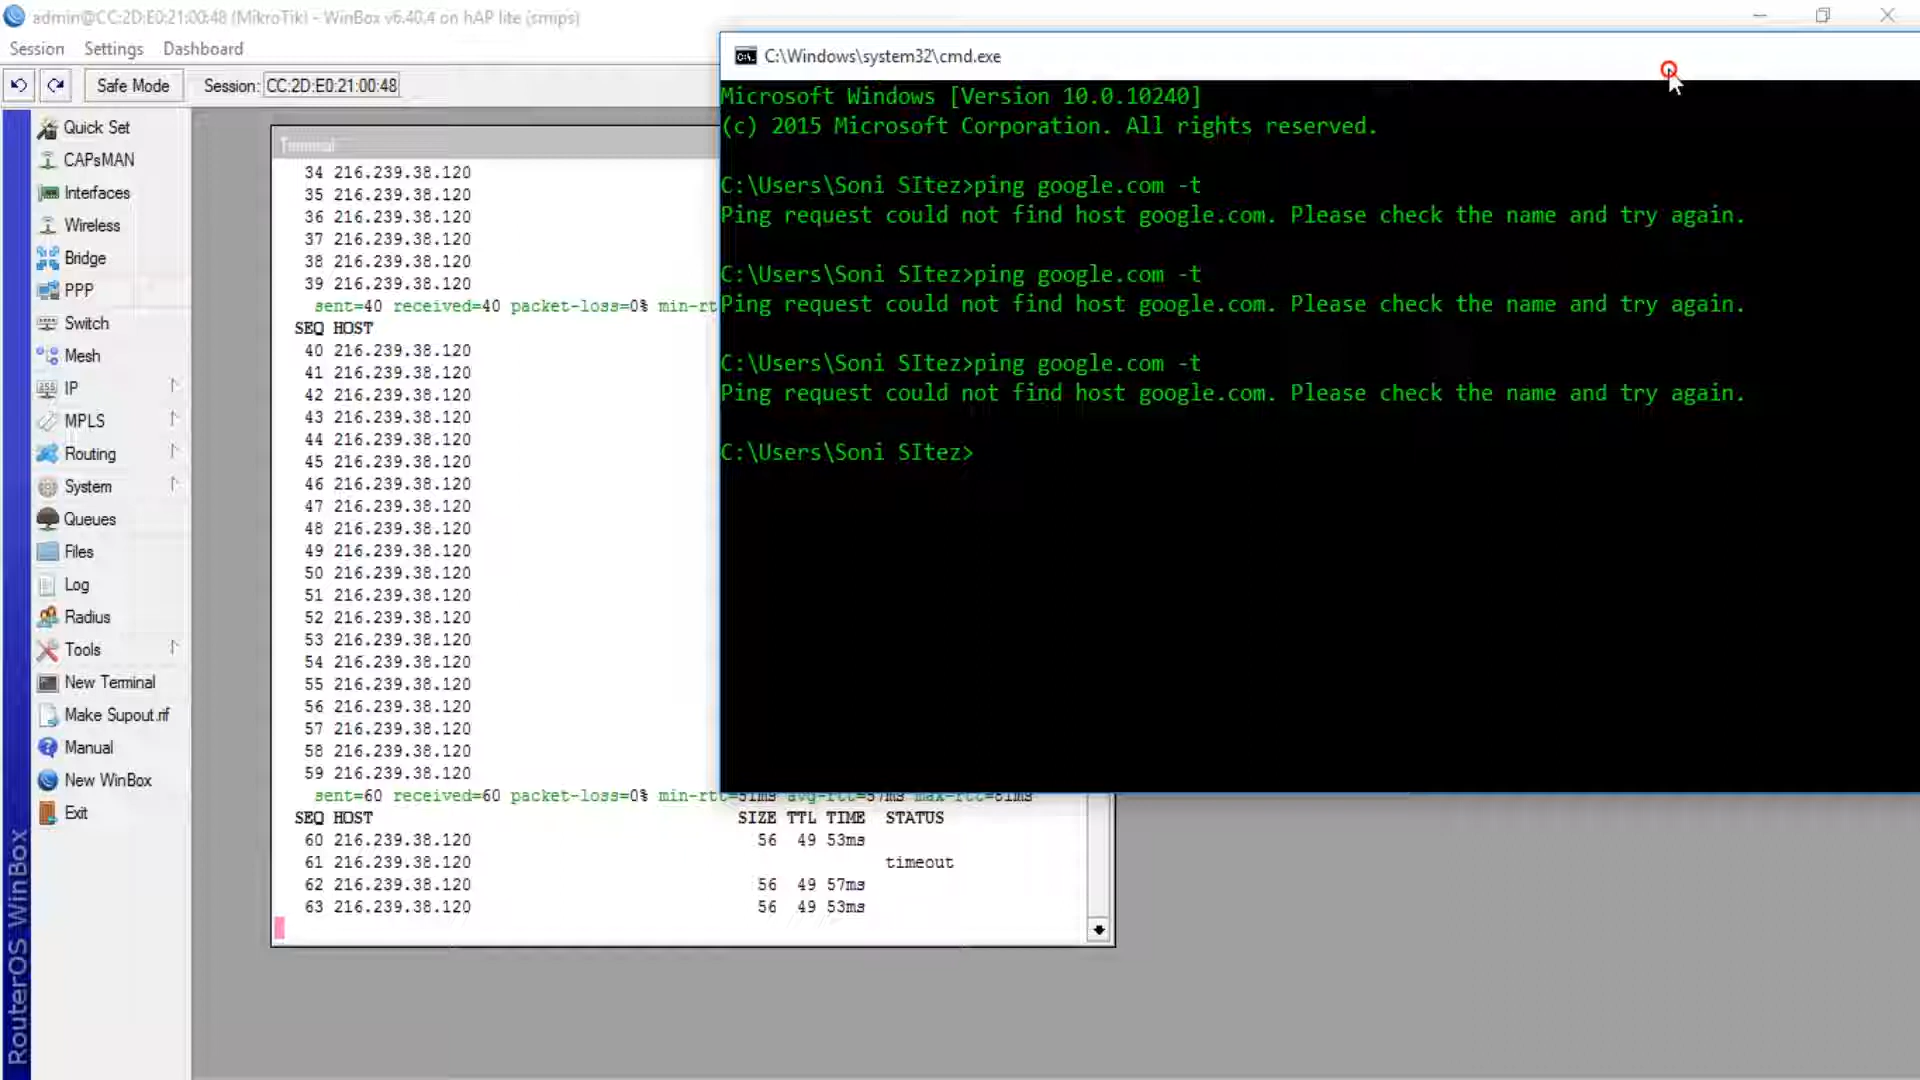 admin@CC:2D:E0:21:00:48 (MikroTik) - WinBox v6.40.4 on hAP lite (smips)
Session Settings Dashboard
Safe Mode Session: CC:2D:E0:21:00:48
Quick Set
CAPsMAN
Interfaces
Wireless
Bridge
PPP
Switch
Mesh
IP
MPLS
Routing
System
Queues
Files
Log
Radius
Tools
New Terminal
Make Supout.rif
Manual
New WinBox
Exit
RouterOS WinBox
Terminal
34 216.239.38.120
35 216.239.38.120
36 216.239.38.120
37 216.239.38.120
38 216.239.38.120
39 216.239.38.120
sent=40 received=40 packet-loss=0% min-rt
SEQ HOST
40 216.239.38.120
41 216.239.38.120
42 216.239.38.120
43 216.239.38.120
44 216.239.38.120
45 216.239.38.120
46 216.239.38.120
47 216.239.38.120
48 216.239.38.120
49 216.239.38.120
50 216.239.38.120
51 216.239.38.120
52 216.239.38.120
53 216.239.38.120
54 216.239.38.120
55 216.239.38.120
56 216.239.38.120
57 216.239.38.120
58 216.239.38.120
59 216.239.38.120
sent=60 received=60 packet-loss=0% min-rtt=51ms avg-rtt=57ms max-rtt=81ms
SEQ HOST SIZE TTL TIME STATUS
60 216.239.38.120 56 49 53ms
61 216.239.38.120 timeout
62 216.239.38.120 56 49 57ms
63 216.239.38.120 56 49 53ms
C:\Windows\system32\cmd.exe
Microsoft Windows [Version 10.0.10240]
(c) 2015 Microsoft Corporation. All rights reserved.
C:\Users\Soni SItez>ping google.com -t
Ping request could not find host google.com. Please check the name and try again.
C:\Users\Soni SItez>ping google.com -t
Ping request could not find host google.com. Please check the name and try again.
C:\Users\Soni SItez>ping google.com -t
Ping request could not find host google.com. Please check the name and try again.
C:\Users\Soni SItez>